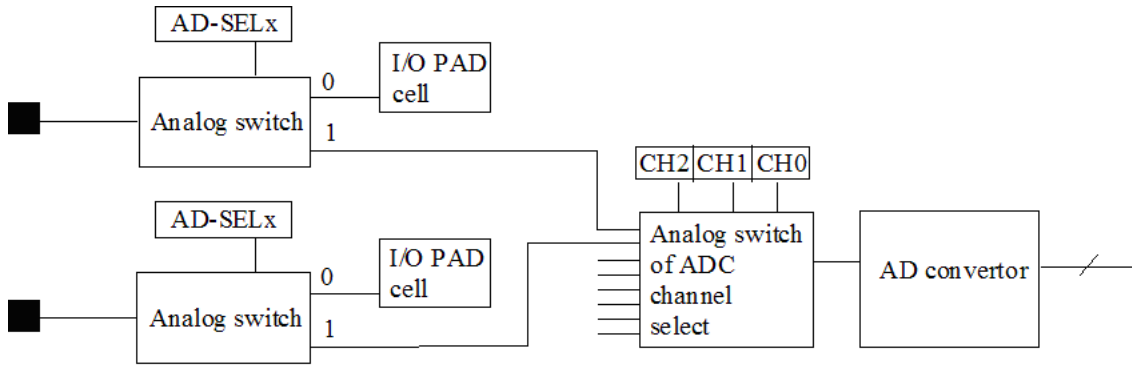 AD-SELx
Analog switch
0
1
I/O PAD
cell
AD-SELx
Analog switch
0
1
I/O PAD
cell
CH2 CH1 CH0
Analog switch
of ADC
channel
select
AD convertor